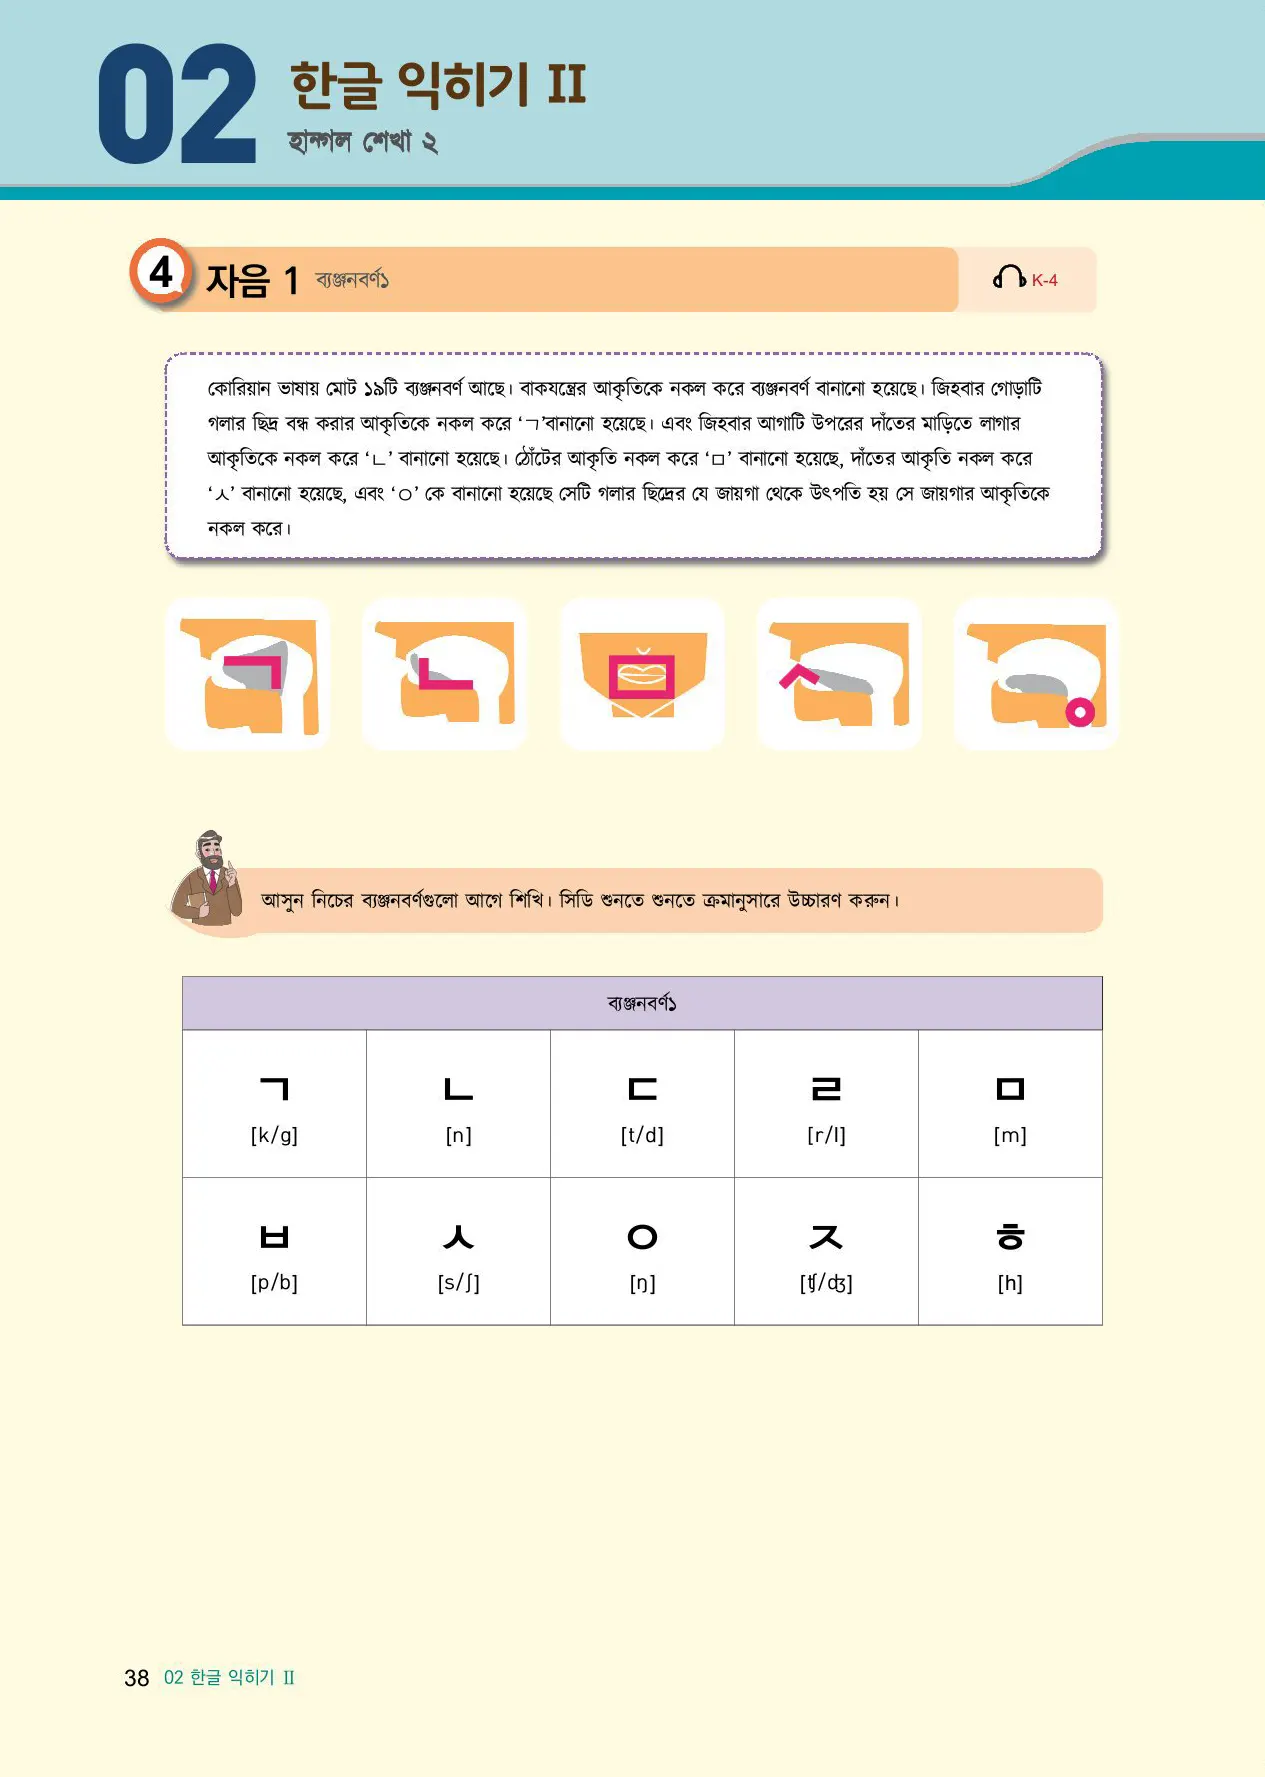 02
한글 익히기 II
হান্গল শেখা ২
4 자음 1 ব্যঞ্জনবর্ণ১ K-4
কোরিয়ান ভাষায় মোট ১৯টি ব্যঞ্জনবর্ণ আছে। বাকযন্ত্রের আকৃতিকে নকল করে ব্যঞ্জনবর্ণ বানানো হয়েছে। জিহবার গোড়াটি
গলার ছিদ্র বন্ধ করার আকৃতিকে নকল করে ‘ㄱ’বানানো হয়েছে। এবং জিহবার আগাটি উপরের দাঁতের মাড়িতে লাগার
আকৃতিকে নকল করে ‘ㄴ’ বানানো হয়েছে। ঠোঁটের আকৃতি নকল করে ‘ㅁ’ বানানো হয়েছে, দাঁতের আকৃতি নকল করে
‘ㅅ’ বানানো হয়েছে, এবং ‘ㅇ’ কে বানানো হয়েছে সেটি গলার ছিদ্রের যে জায়গা থেকে উৎপতি হয় সে জায়গার আকৃতিকে
নকল করে।
ㄱ ㄴ ㅁ ㅅ ㅇ
আসুন নিচের ব্যঞ্জনবর্ণগুলো আগে শিখি। সিডি শুনতে শুনতে ক্রমানুসারে উচ্চারণ করুন।
ব্যঞ্জনবর্ণ১
ㄱ ㄴ ㄷ ㄹ ㅁ
[k/g] [n] [t/d] [r/l] [m]
ㅂ ㅅ ㅇ ㅈ ㅎ
[p/b] [s/ʃ] [ŋ] [ʧ/ʤ] [h]
38 02 한글 익히기 II